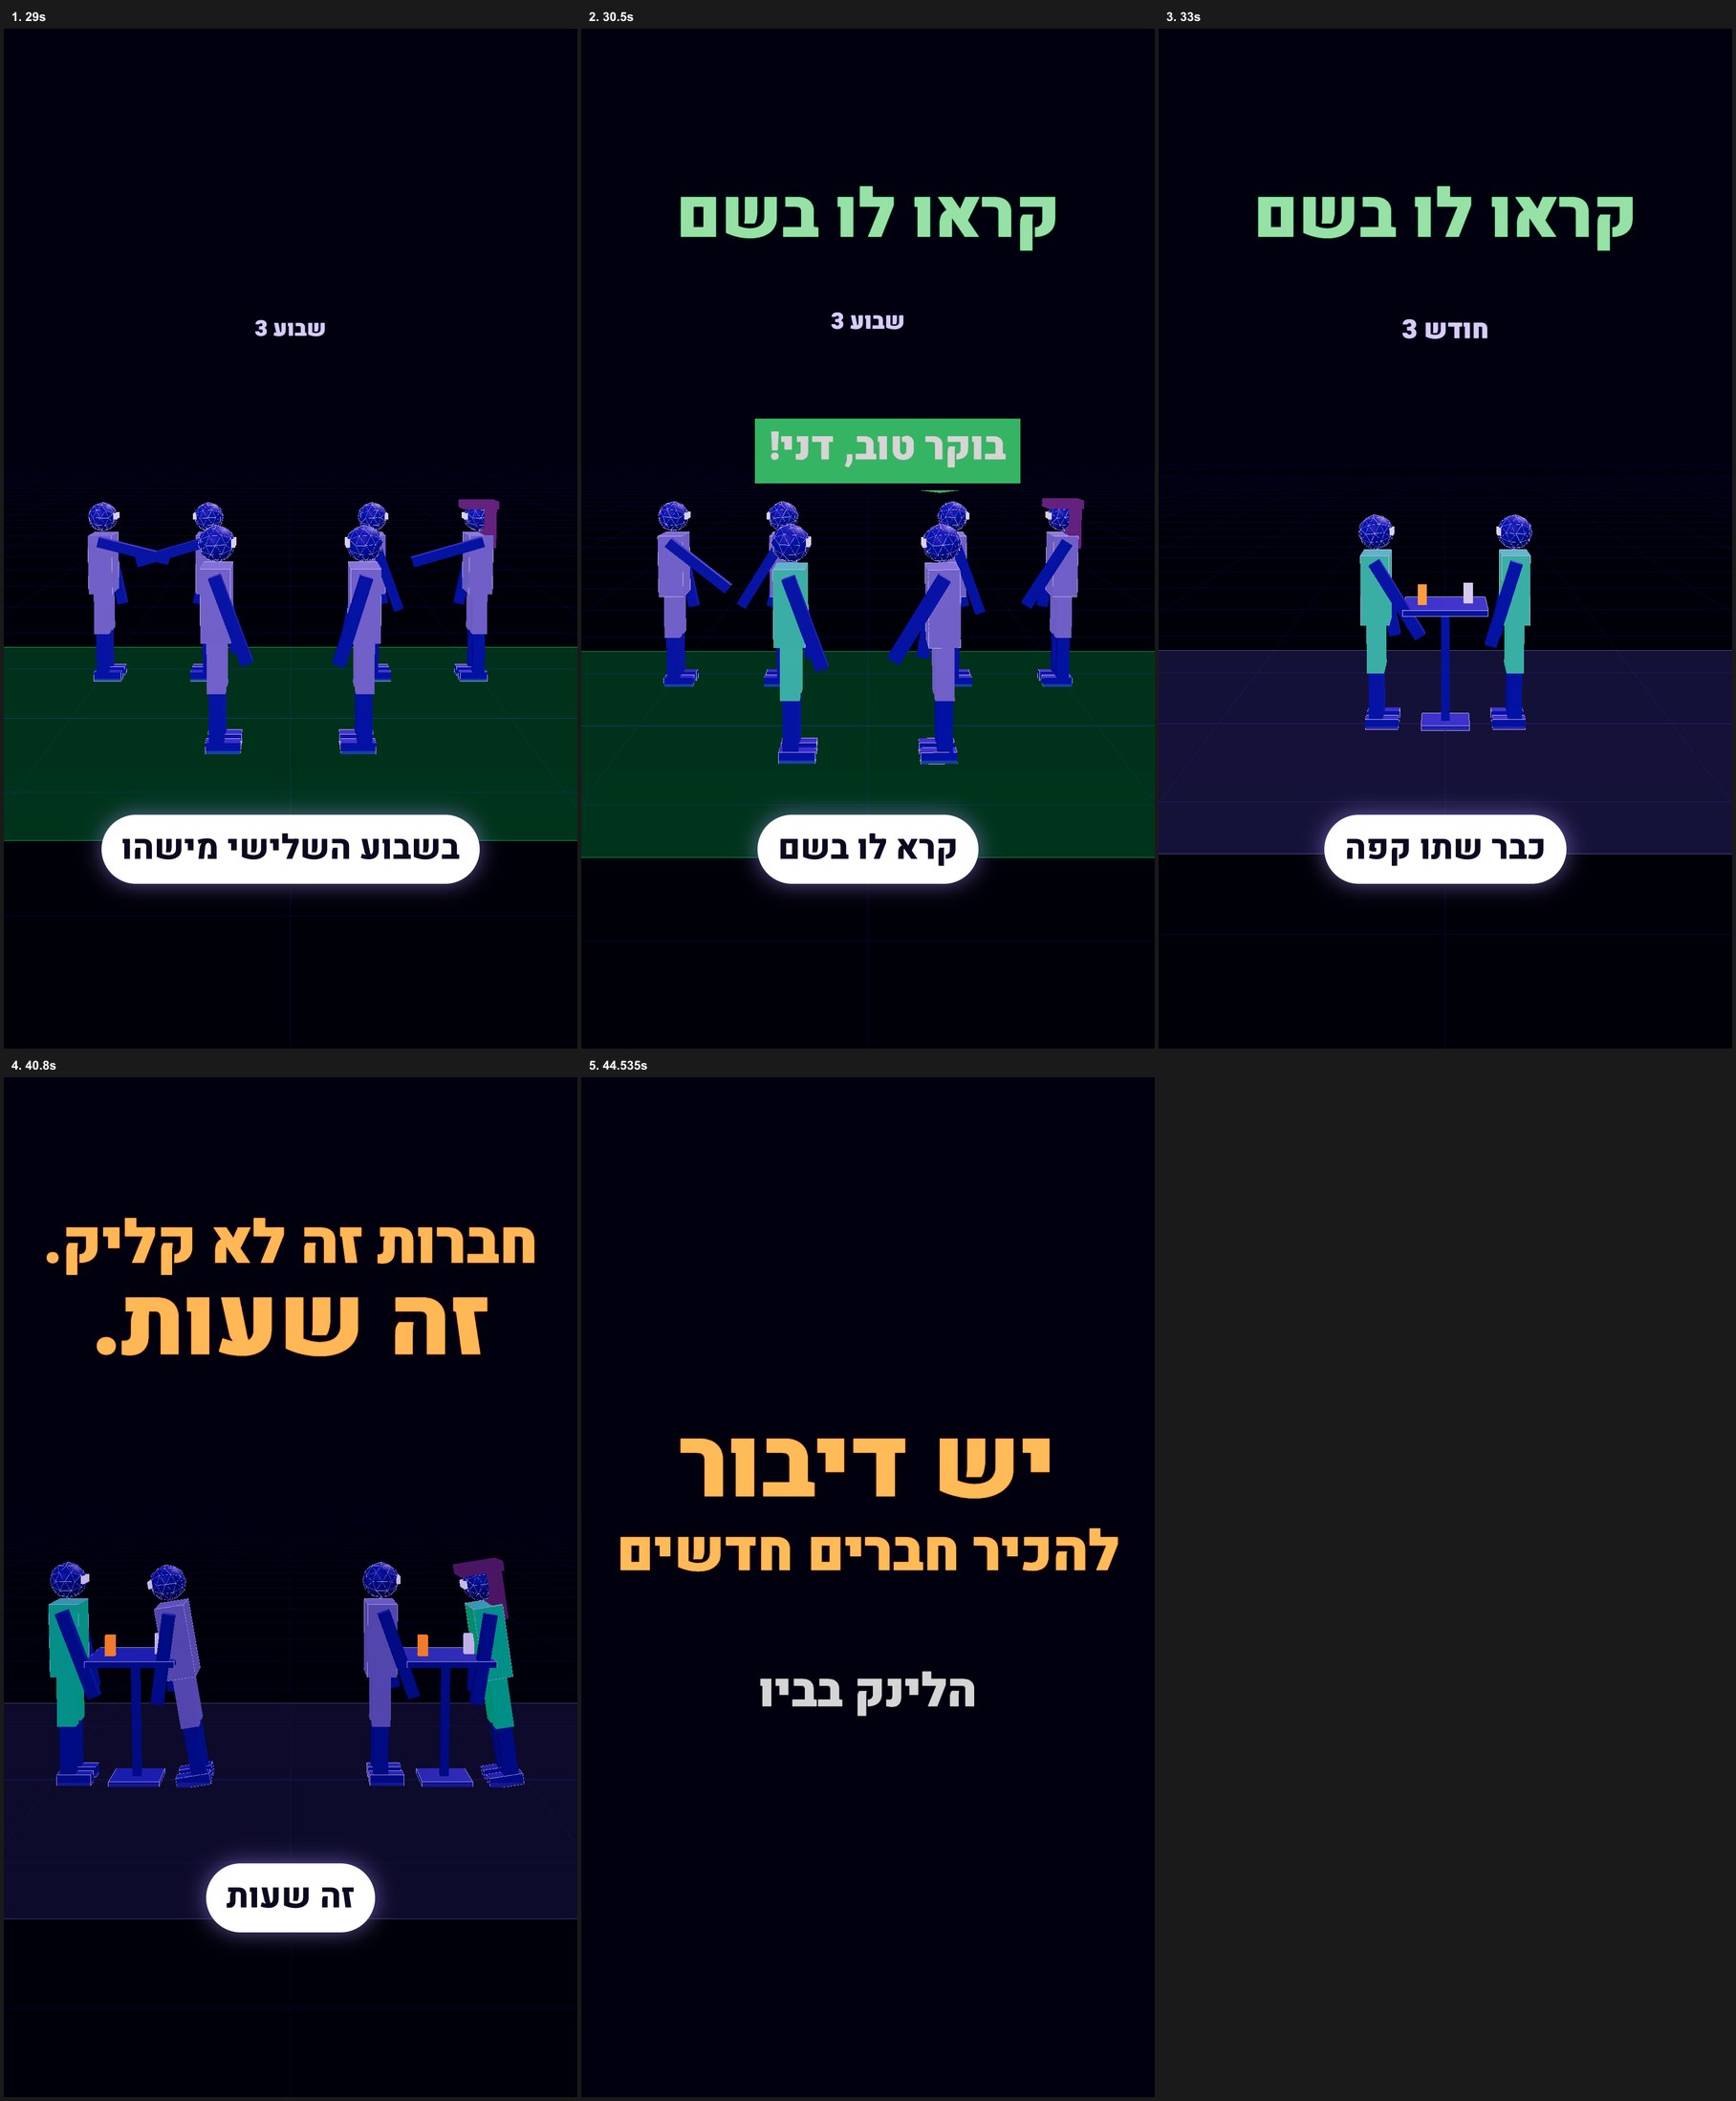 1. 29s
שבוע 3
בשבוע השלישי מישהו
2. 30.5s
קראו לו בשם
שבוע 3
בוקר טוב, דני!
קרא לו בשם
3. 33s
קראו לו בשם
חודש 3
כבר שתו קפה
4. 40.8s
חברות זה לא קליק.
זה שעות.
זה שעות
5. 44.535s
יש דיבור
להכיר חברים חדשים
הלינק בביו